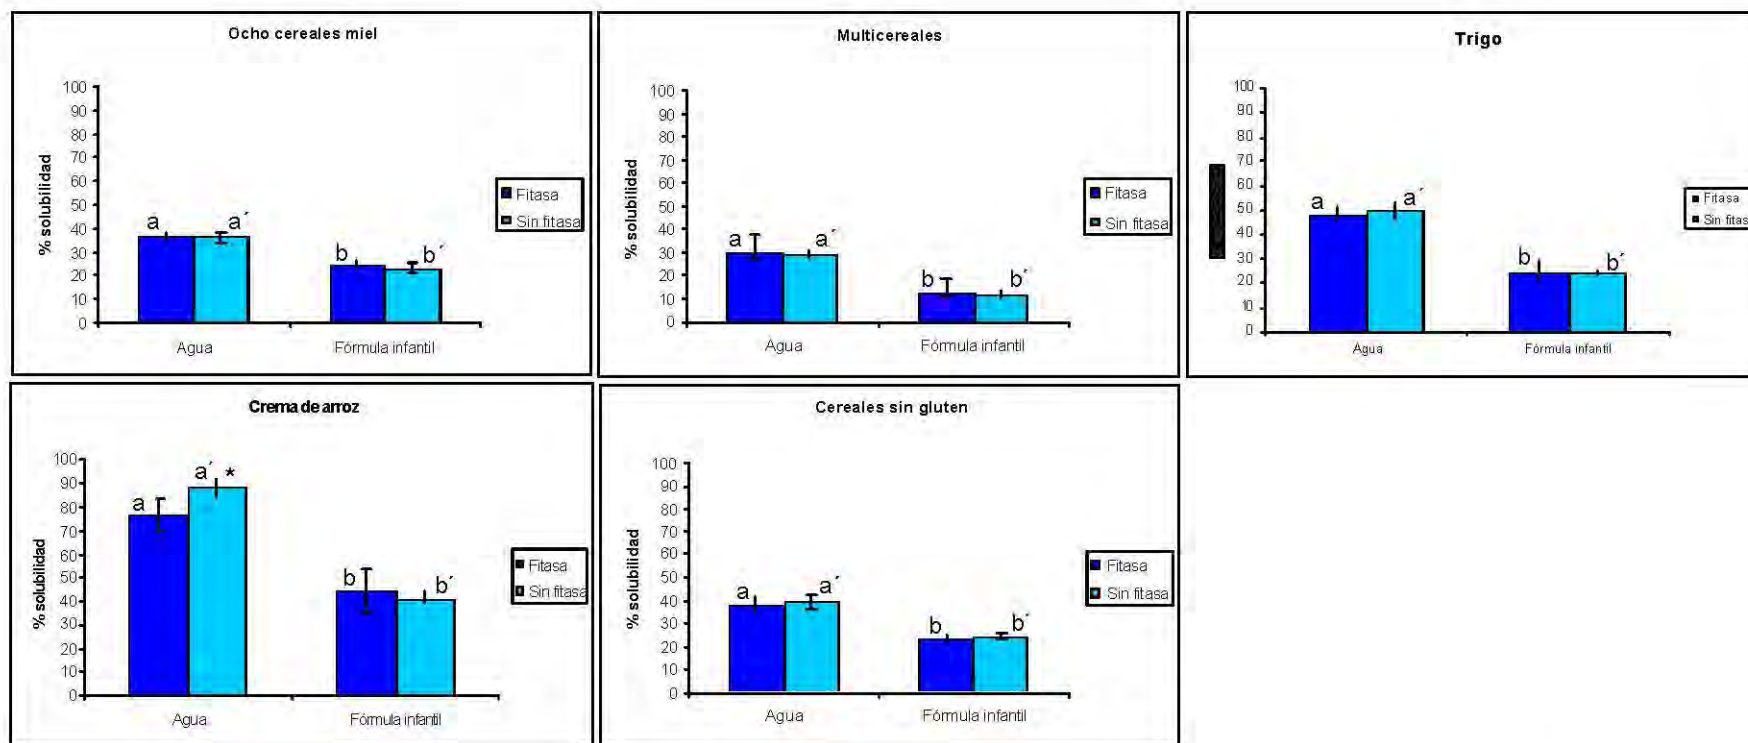 Ocho cereales miel
% solubilidad
100
90
80
70
60
50
40
30
20
10
0
a
a´
b
b´
Agua
Fórmula infantil
Fitasa
Sin fitasa
Multicereales
% solubilidad
100
90
80
70
60
50
40
30
20
10
0
a
a´
b
b´
Agua
Fórmula infantil
Fitasa
Sin fitasa
Trigo
100
90
80
70
60
50
40
30
20
10
0
a
a´
b
b´
Agua
Fórmula infantil
Fitasa
Sin fitasa
Crema de arroz
% solubilidad
100
90
80
70
60
50
40
30
20
10
0
a
a´ *
b
b´
Agua
Fórmula infantil
Fitasa
Sin fitasa
Cereales sin gluten
% solubilidad
100
90
80
70
60
50
40
30
20
10
0
a
a´
b
b´
Agua
Fórmula infantil
Fitasa
Sin fitasa